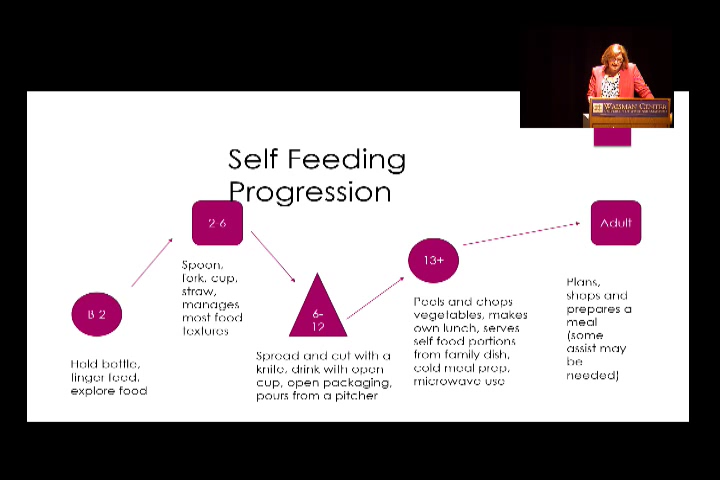 WAISMAN CENTER
Self Feeding
Progression
B-2
Hold bottle,
finger feed,
explore food
2-6
Spoon,
fork, cup,
straw,
manages
most food
textures
6-
12
Spread and cut with a
knife, drink with open
cup, open packaging,
pours from a pitcher
13+
Peels and chops
vegetables, makes
own lunch, serves
self food portions
from family dish,
cold meal prep,
microwave use
Adult
Plans,
shops and
prepares a
meal
(some
assist may
be
needed)